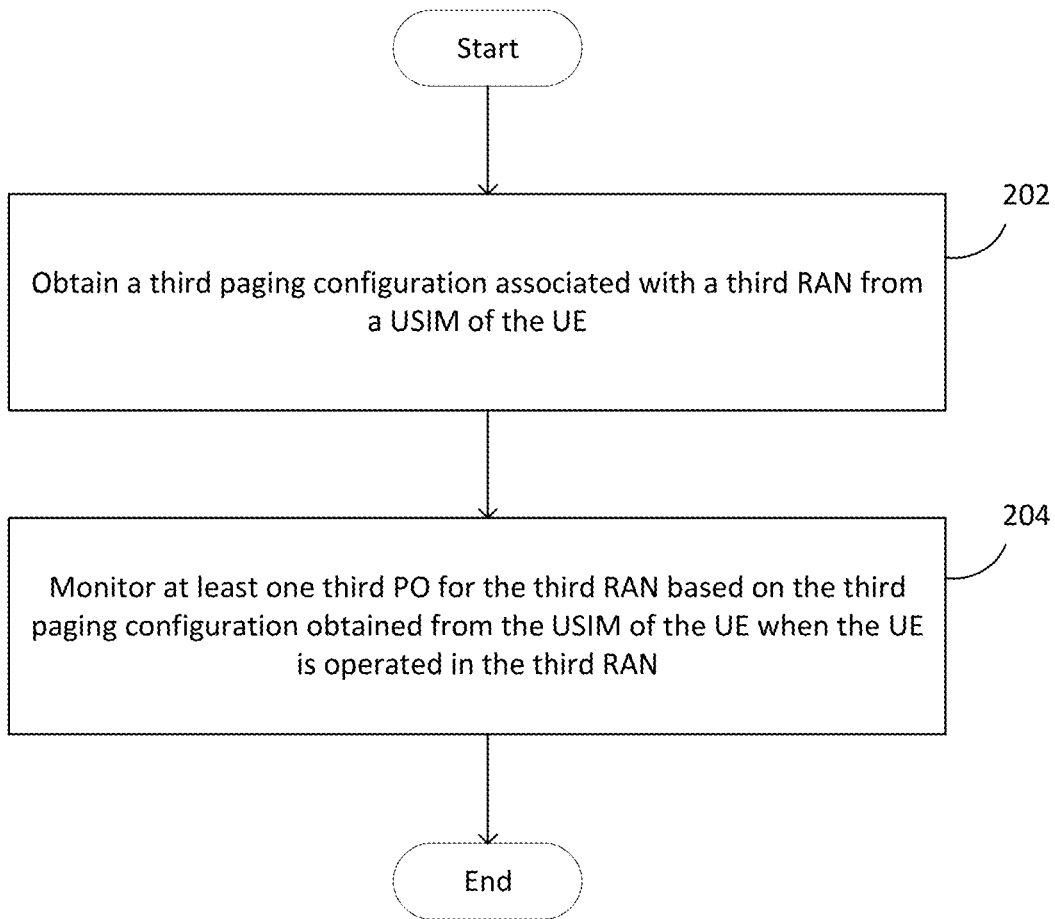 Start
202
Obtain a third paging configuration associated with a third RAN from
a USIM of the UE
204
Monitor at least one third PO for the third RAN based on the third
paging configuration obtained from the USIM of the UE when the UE
is operated in the third RAN
End